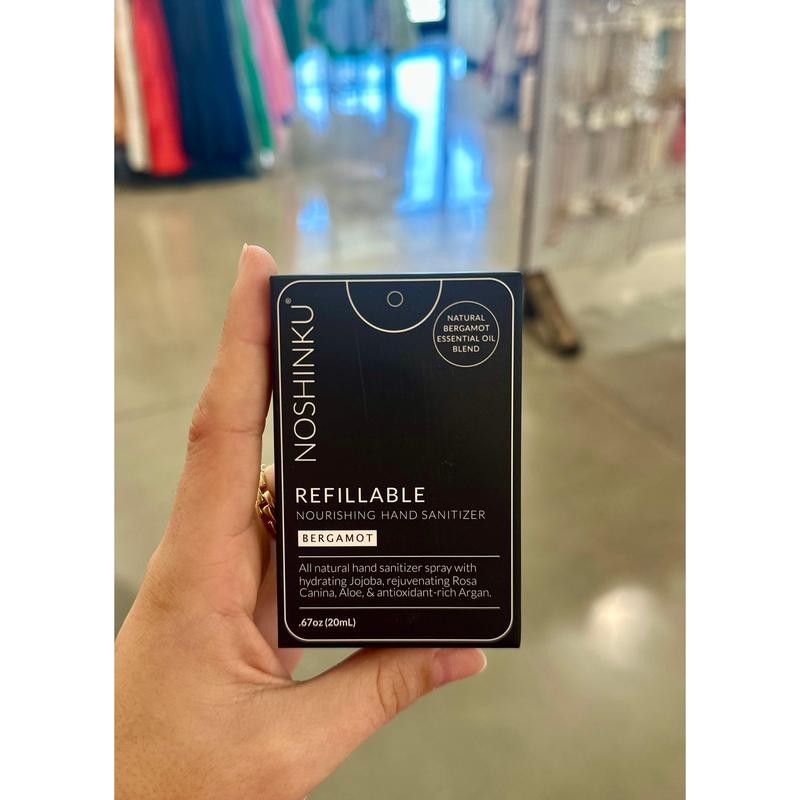 NOSHINKU®
NATURAL
BERGAMOT
ESSENTIAL OIL
BLEND
REFILLABLE
NOURISHING HAND SANITIZER
BERGAMOT
All natural hand sanitizer spray with
hydrating Jojoba, rejuvenating Rosa
Canina, Aloe, & antioxidant-rich Argan.
.67oz (20mL)